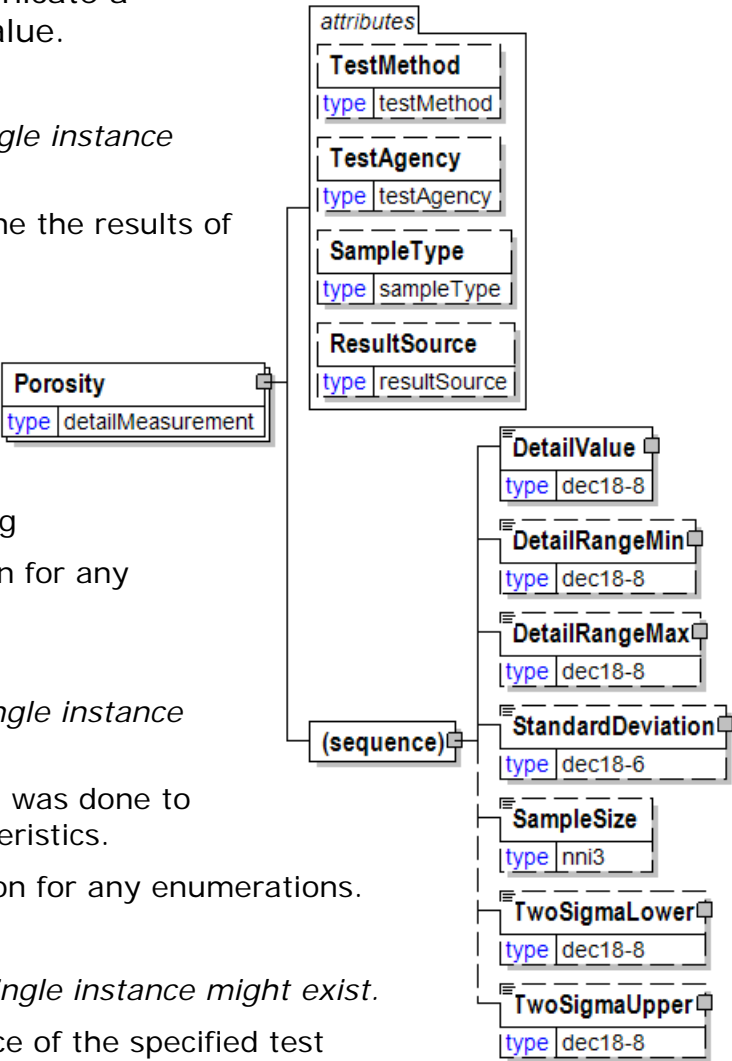 nicate a
alue.
gle instance
ne the results of
g
n for any
ngle instance
was done to
eristics.
on for any enumerations.
ingle instance might exist.
ce of the specified test
Porosity
type detailMeasurement
attributes
TestMethod
type testMethod
TestAgency
type testAgency
SampleType
type sampleType
ResultSource
type resultSource
(sequence)
DetailValue
type dec18-8
DetailRangeMin
type dec18-8
DetailRangeMax
type dec18-8
StandardDeviation
type dec18-6
SampleSize
type nni3
TwoSigmaLower
type dec18-8
TwoSigmaUpper
type dec18-8